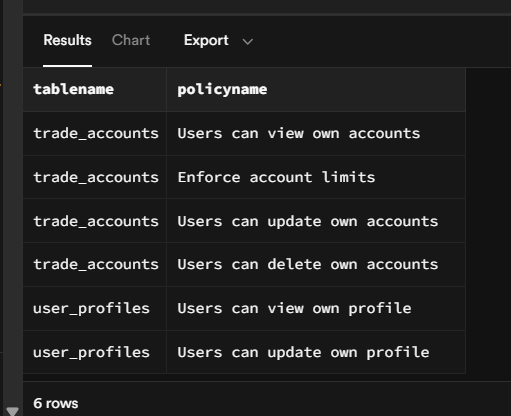 Results Chart Export
tablename policyname
trade_accounts Users can view own accounts
trade_accounts Enforce account limits
trade_accounts Users can update own accounts
trade_accounts Users can delete own accounts
user_profiles Users can view own profile
user_profiles Users can update own profile
6 rows